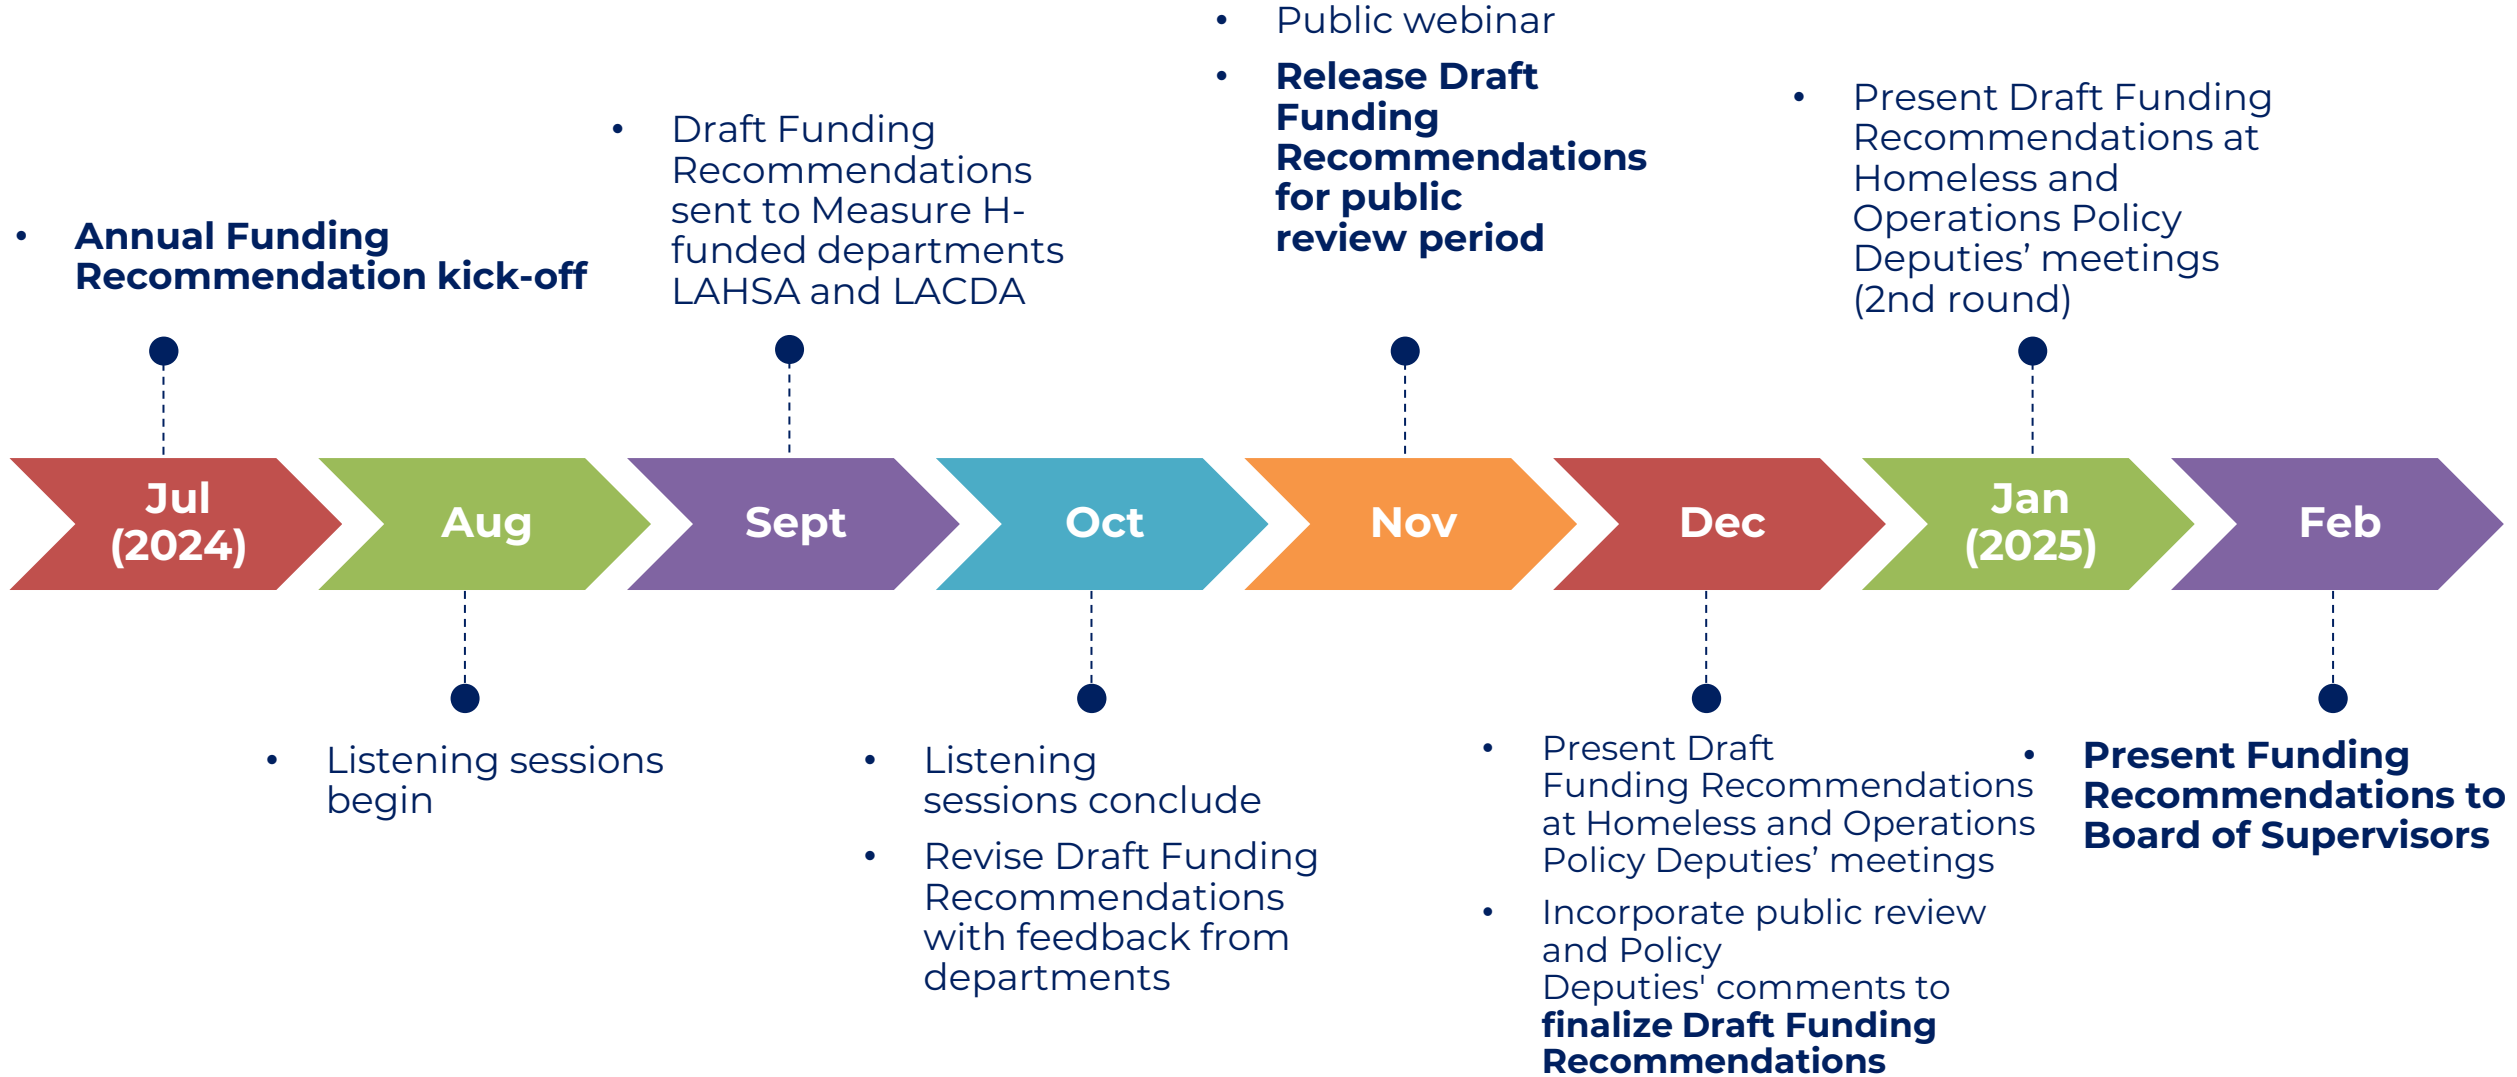 • Annual Funding
Recommendation kick-off
• Draft Funding
Recommendations
sent to Measure H-
funded departments
LAHSA and LACDA
• Public webinar
• Release Draft
Funding
Recommendations
for public
review period
• Present Draft Funding
Recommendations at
Homeless and
Operations Policy
Deputies’ meetings
(2nd round)
Jul
(2024)
Aug
Sept
Oct
Nov
Dec
Jan
(2025)
Feb
• Listening sessions
begin
• Listening
sessions conclude
• Revise Draft Funding
Recommendations
with feedback from
departments
• Present Draft
Funding Recommendations
at Homeless and Operations
Policy Deputies’ meetings
• Incorporate public review
and Policy
Deputies' comments to
finalize Draft Funding
Recommendations
• Present Funding
Recommendations to
Board of Supervisors